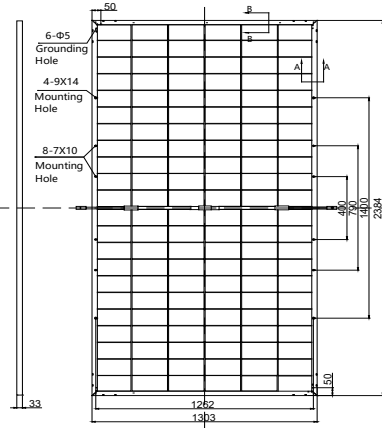 50
B
6-Φ5
Grounding
Hole
B
A
A
4-9X14
Mounting
Hole
8-7X10
Mounting
Hole
400
790
1400
2384
50
33
1262
1303